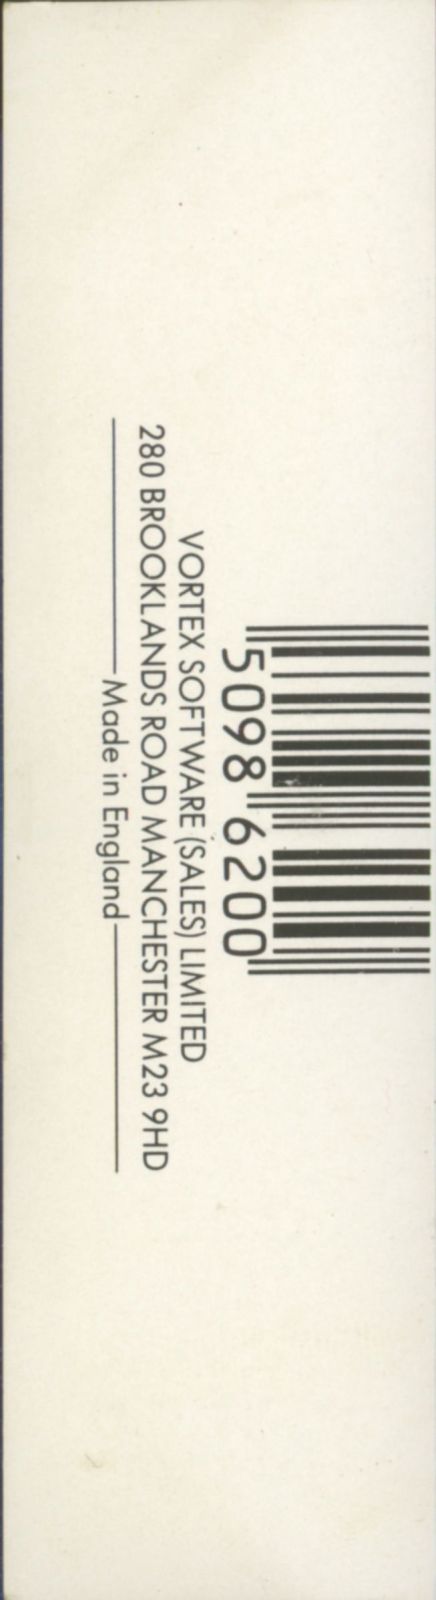 5098 6200
VORTEX SOFTWARE (SALES) LIMITED
280 BROOKLANDS ROAD MANCHESTER M23 9HD
Made in England